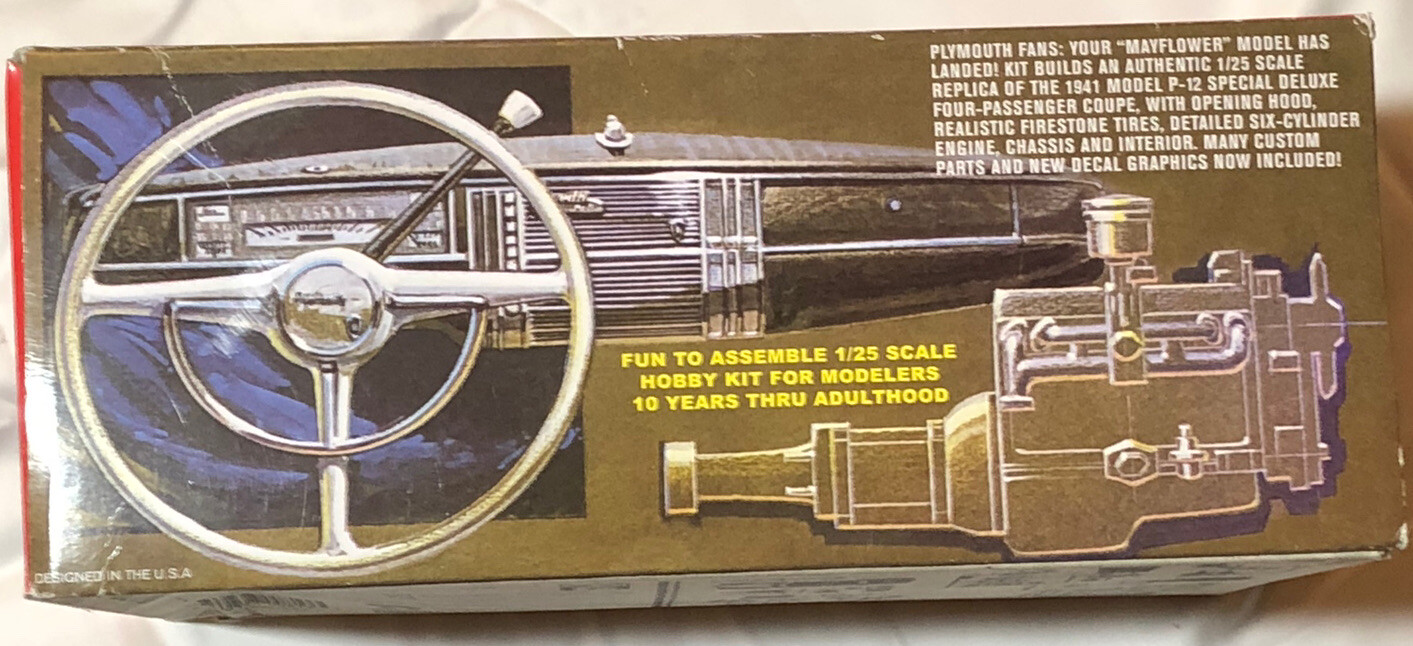 PLYMOUTH FANS: YOUR "MAYFLOWER" MODEL HAS
LANDED! KIT BUILDS AN AUTHENTIC 1/25 SCALE
REPLICA OF THE 1941 MODEL P-12 SPECIAL DELUXE
FOUR-PASSENGER COUPE, WITH OPENING HOOD,
REALISTIC FIRESTONE TIRES, DETAILED SIX-CYLINDER
ENGINE, CHASSIS AND INTERIOR. MANY CUSTOM
PARTS AND NEW DECAL GRAPHICS NOW INCLUDED!
FUN TO ASSEMBLE 1/25 SCALE
HOBBY KIT FOR MODELERS
10 YEARS THRU ADULTHOOD
DESIGNED IN THE U.S.A